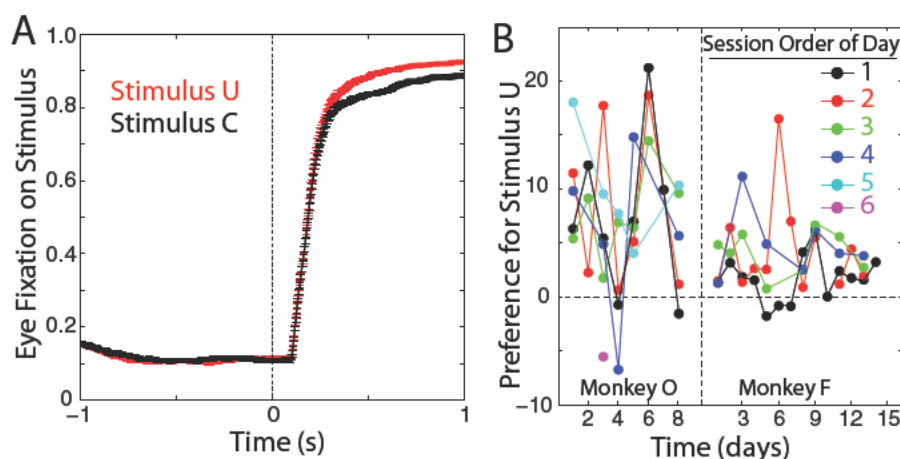 A
Eye Fixation on Stimulus
1.0
0.8
0.6
0.4
0.2
0
Stimulus U
Stimulus C
−1
0
1
Time (s)
B
Preference for Stimulus U
20
10
0
−10
Session Order of Day
1
2
3
4
5
6
Monkey O
Monkey F
2 4 6 8 3 6 9 12 15
Time (days)